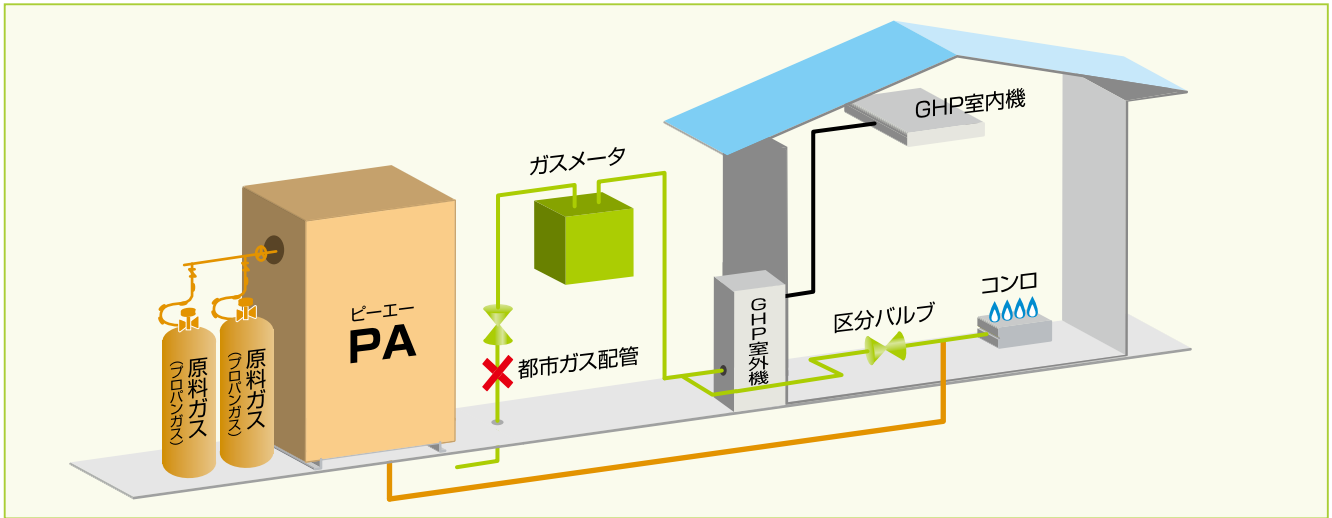 GHP室内機
ガスメータ
ピーエー
PA
都市ガス配管
GHP室外機
区分バルブ
コンロ
原料ガス
(プロパンガス)
原料ガス
(プロパンガス)